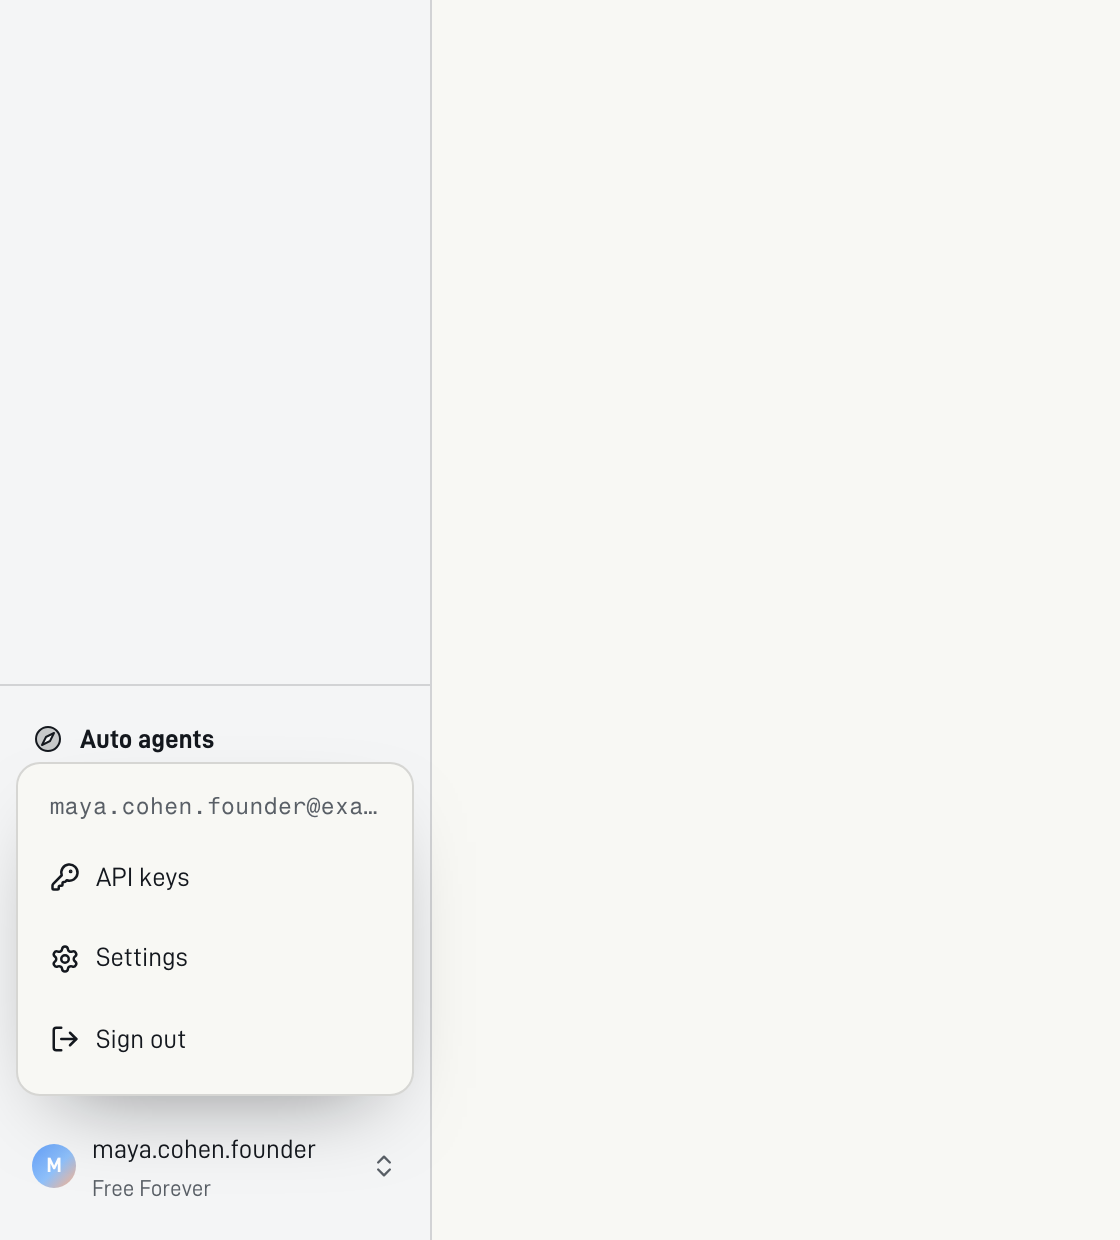 Auto agents
maya.cohen.founder@exa…
API keys
Settings
Sign out
M
maya.cohen.founder
Free Forever